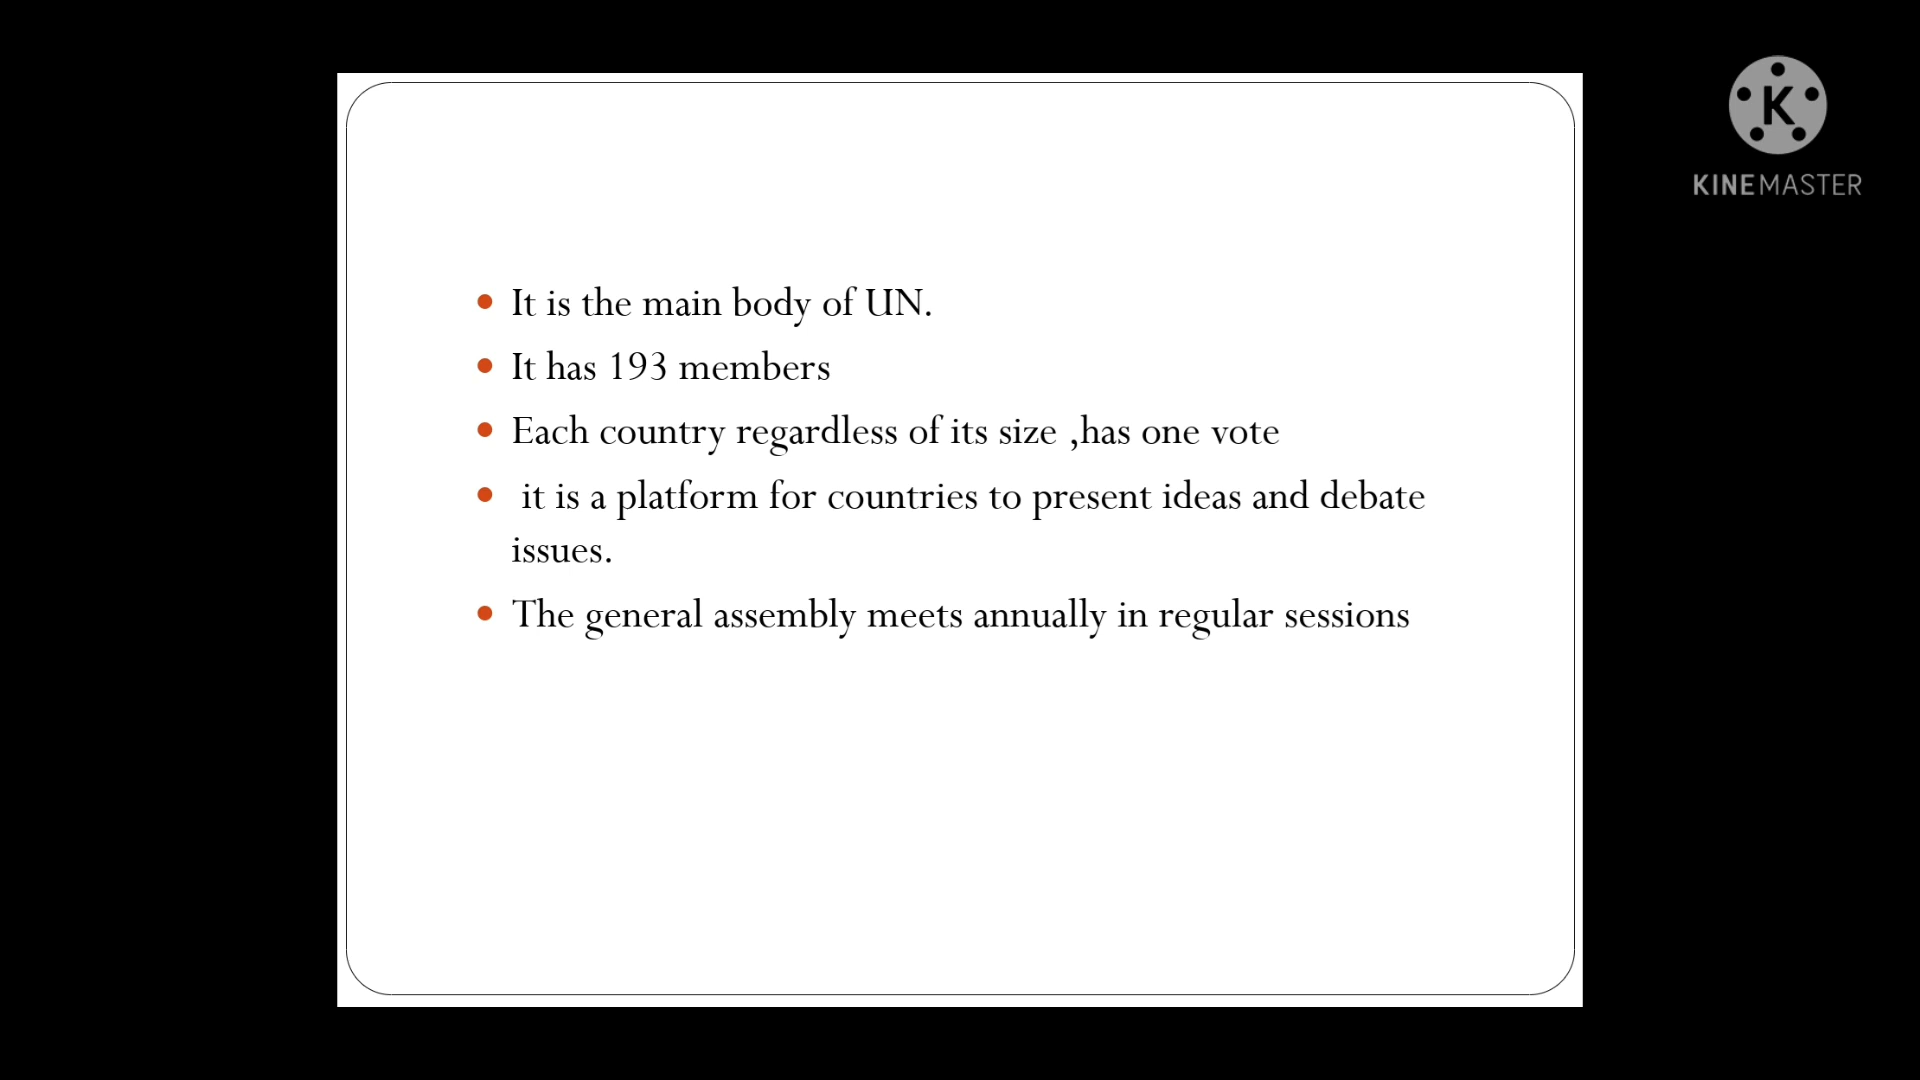 K
KINEMASTER
• It is the main body of UN.
• It has 193 members
• Each country regardless of its size ,has one vote
• it is a platform for countries to present ideas and debate
issues.
• The general assembly meets annually in regular sessions